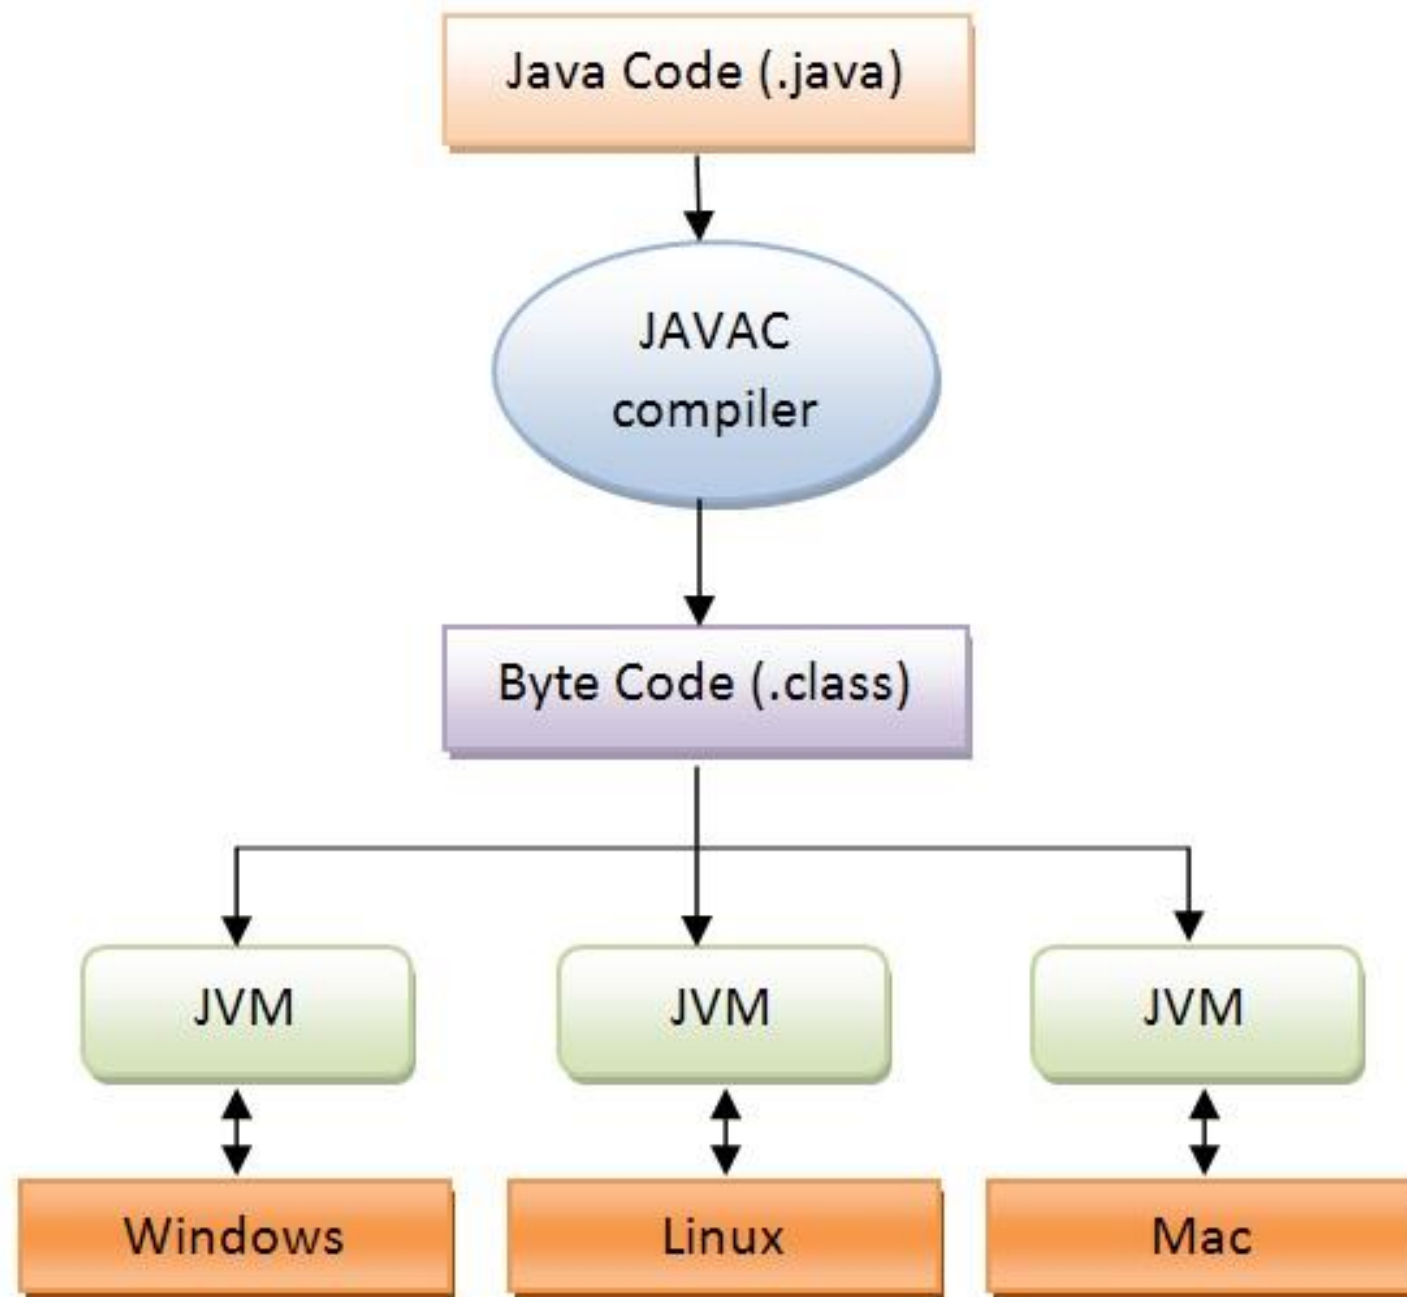 Java Code (.java)
JAVAC
compiler
Byte Code (.class)
JVM
JVM
JVM
Windows
Linux
Mac